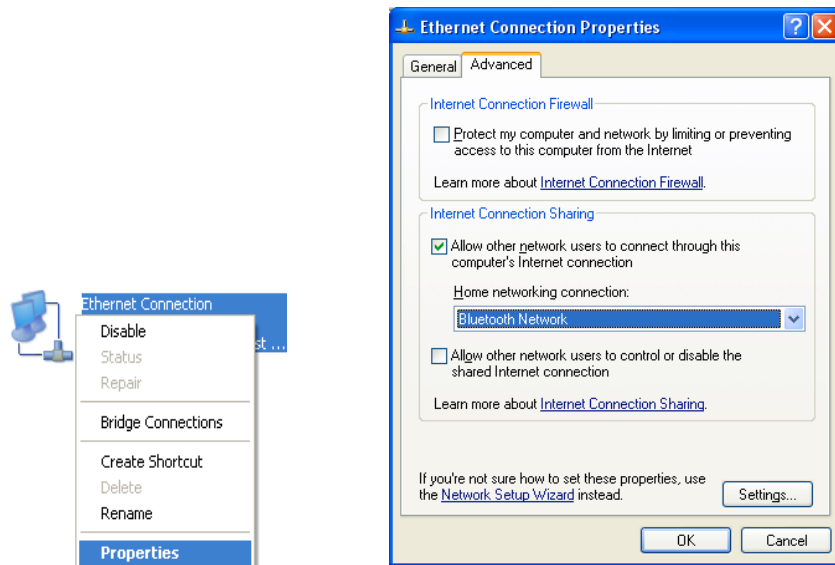 Ethernet Connection
st ...
Disable
Status
Repair
Bridge Connections
Create Shortcut
Delete
Rename
Properties
Ethernet Connection Properties
General
Advanced
Internet Connection Firewall
Protect my computer and network by limiting or preventing
access to this computer from the Internet
Learn more about Internet Connection Firewall.
Internet Connection Sharing
Allow other network users to connect through this
computer's Internet connection
Home networking connection:
Bluetooth Network
Allow other network users to control or disable the
shared Internet connection
Learn more about Internet Connection Sharing.
If you're not sure how to set these properties, use
the Network Setup Wizard instead.
Settings...
OK
Cancel